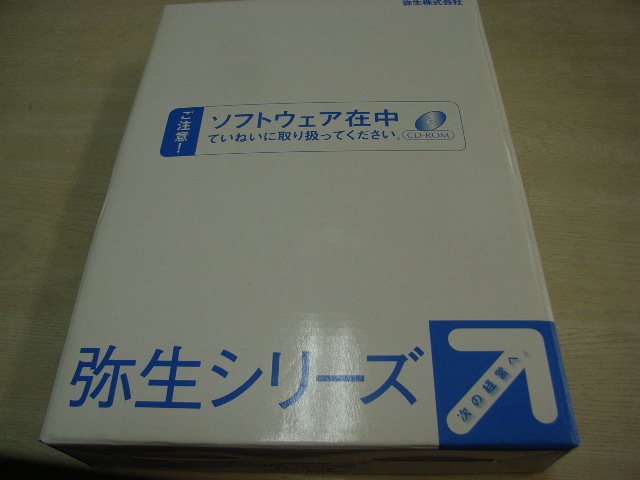 弥生株式会社
ご注意!
ソフトウェア在中
ていねいに取り扱ってください。
CD-ROM
弥生シリーズ
次の経営へ。